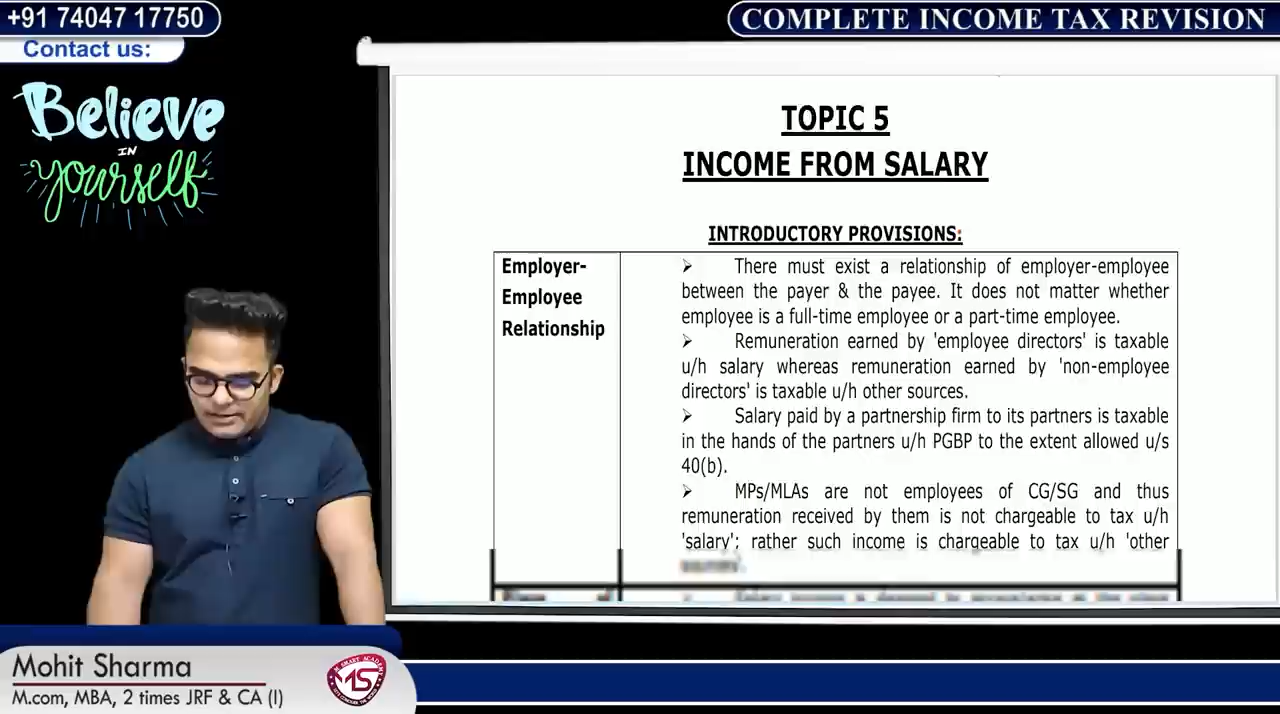 +91 74047 17750
Contact us:
COMPLETE INCOME TAX REVISION
Believe
IN
yourself
TOPIC 5
INCOME FROM SALARY
INTRODUCTORY PROVISIONS:
Employer-
Employee
Relationship
➢ There must exist a relationship of employer-employee
between the payer & the payee. It does not matter whether
employee is a full-time employee or a part-time employee.
➢ Remuneration earned by 'employee directors' is taxable
u/h salary whereas remuneration earned by 'non-employee
directors' is taxable u/h other sources.
➢ Salary paid by a partnership firm to its partners is taxable
in the hands of the partners u/h PGBP to the extent allowed u/s
40(b).
➢ MPs/MLAs are not employees of CG/SG and thus
remuneration received by them is not chargeable to tax u/h
'salary'; rather such income is chargeable to tax u/h 'other
Mohit Sharma
M.com, MBA, 2 times JRF & CA (I)
M SMART ACADEMY
MS